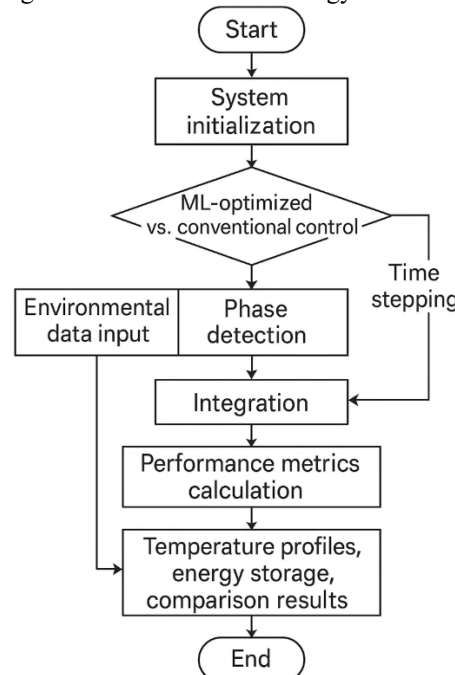 Start
System
initialization
ML-optimized
vs. conventional control
Time
stepping
Environmental
data input
Phase
detection
Integration
Performance metrics
calculation
Temperature profiles,
energy storage,
comparison results
End